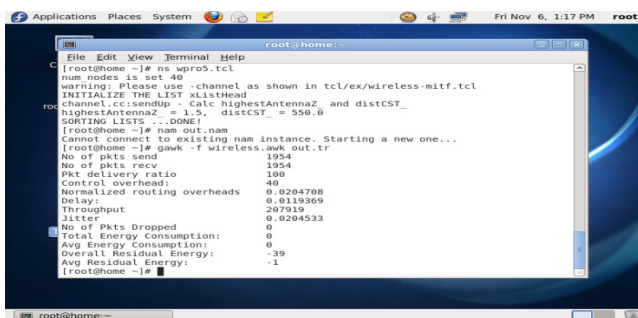 Applications Places System Fri Nov 6, 1:17 PM root
root@home:~
File Edit View Terminal Help
[root@home ~]# ns wpro5.tcl
num_nodes is set 40
warning: Please use -channel as shown in tcl/ex/wireless-mitf.tcl
INITIALIZE THE LIST xListHead
channel.cc:sendUp - Calc highestAntennaZ_ and distCST_
highestAntennaZ_ = 1.5, distCST_ = 550.0
SORTING LISTS ...DONE!
[root@home ~]# nam out.nam
Cannot connect to existing nam instance. Starting a new one...
[root@home ~]# gawk -f wireless.awk out.tr
No of pkts send 1954
No of pkts recv 1954
Pkt delivery ratio 100
Control overhead: 40
Normalized routing overheads 0.0204708
Delay: 0.0119369
Throughput 207919
Jitter 0.0204533
No of Pkts Dropped 0
Total Energy Consumption: 0
Avg Energy Consumption: 0
Overall Residual Energy: -39
Avg Residual Energy: -1
[root@home ~]#
root@home:~